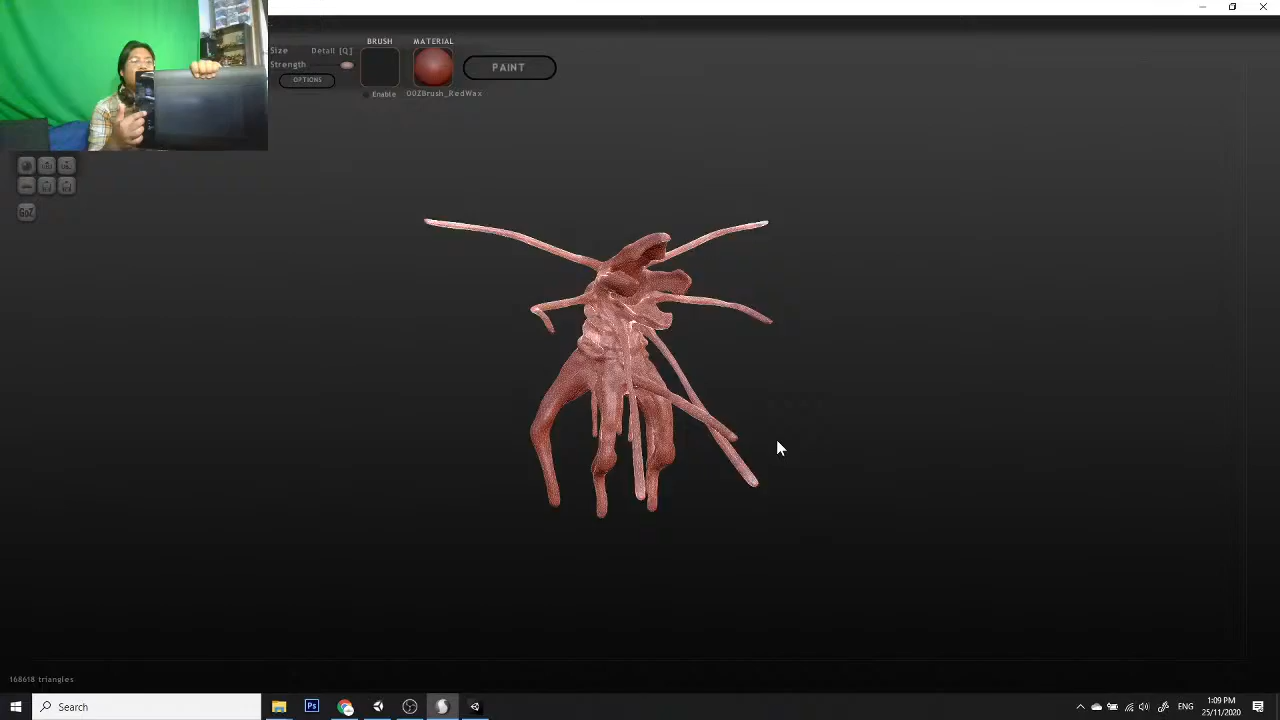 BRUSH
MATERIAL
Size
Detail [Q]
Strength
OPTIONS
PAINT
Enable
00ZBrush_RedWax
GoZ
168618 triangles
Ps
Search
ENG
1:09 PM
25/11/2020